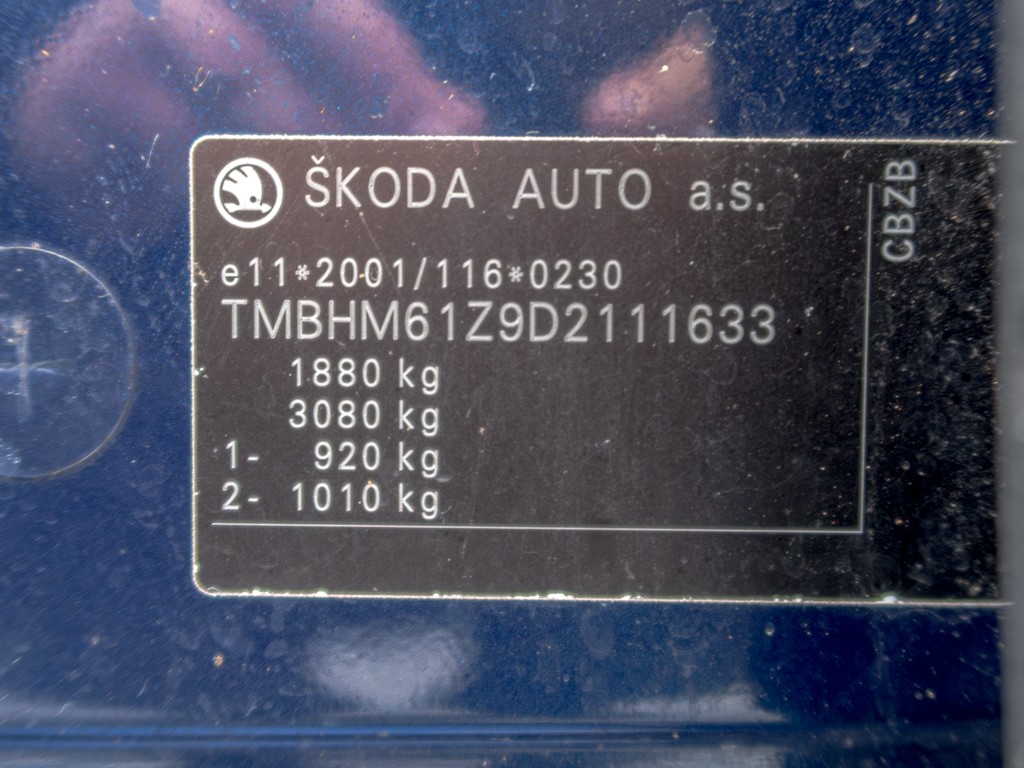 ŠKODA AUTO a.s.
e11*2001/116*0230
TMBHM61Z9D2111633
1880 kg
3080 kg
1- 920 kg
2- 1010 kg
CBZB